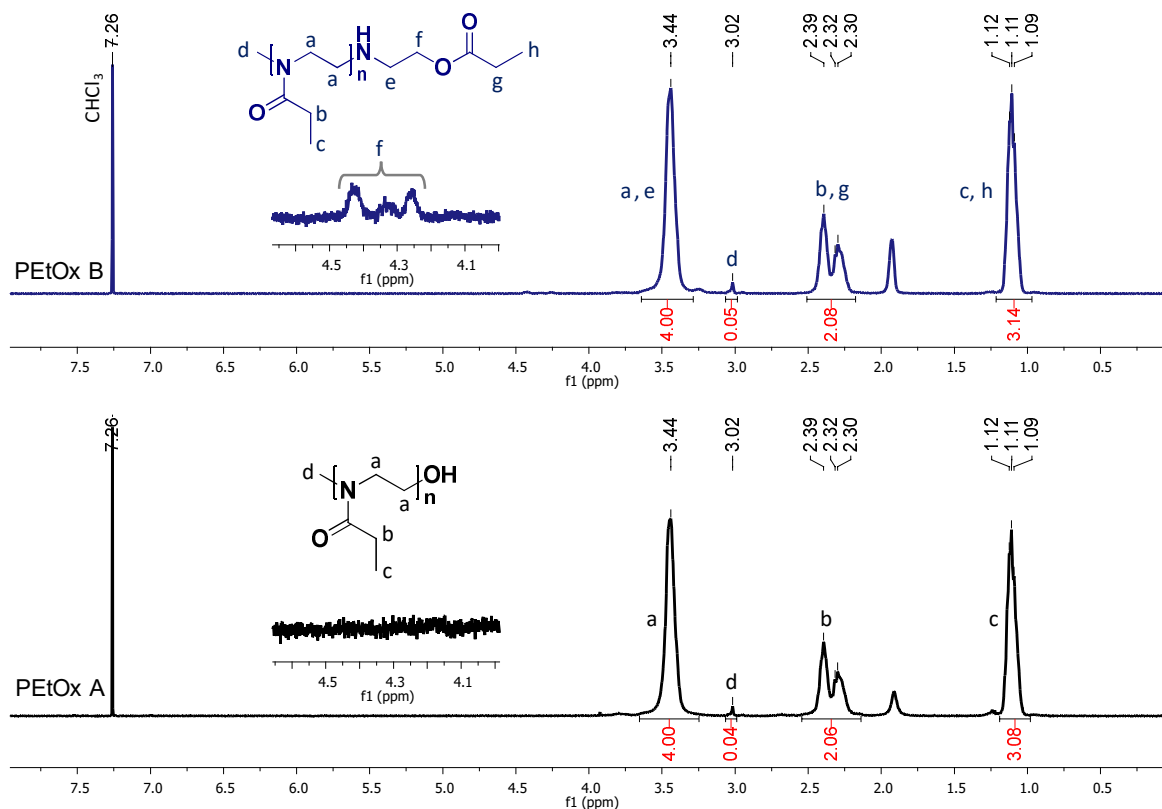 7.26
3.44
3.02
2.39
2.32
2.30
1.12
1.11
1.09
CHCl3
d
a
N
a
n
H
N
e
f
O
O
g
h
O
b
c
f
4.5
4.3
4.1
f1 (ppm)
a, e
d
b, g
c, h
PEtOx B
4.00
0.05
2.08
3.14
7.5 7.0 6.5 6.0 5.5 5.0 4.5 4.0 3.5 3.0 2.5 2.0 1.5 1.0 0.5
f1 (ppm)
7.26
3.44
3.02
2.39
2.32
2.30
1.12
1.11
1.09
d
a
N
a
n
OH
O
b
c
4.5
4.3
4.1
f1 (ppm)
a
d
b
c
PEtOx A
4.00
0.04
2.06
3.08
7.5 7.0 6.5 6.0 5.5 5.0 4.5 4.0 3.5 3.0 2.5 2.0 1.5 1.0 0.5
f1 (ppm)